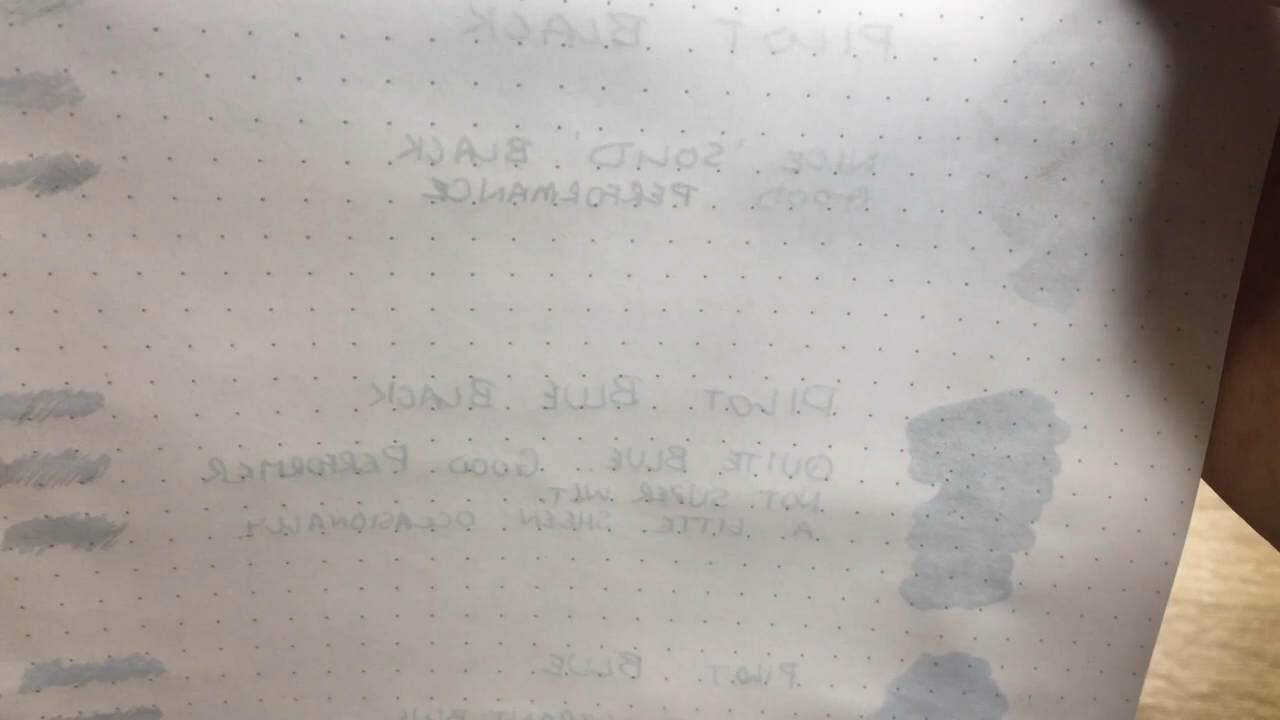 PILOT BLACK
NICE 'SOLID' BLACK
GOOD PERFORMANCE
PILOT BLUE BLACK
QUITE BLUE. GOOD PERFORMER
NOT SUPER WET.
A LITTLE SHEEN OCCASIONALLY
PILOT BLUE
BLUE